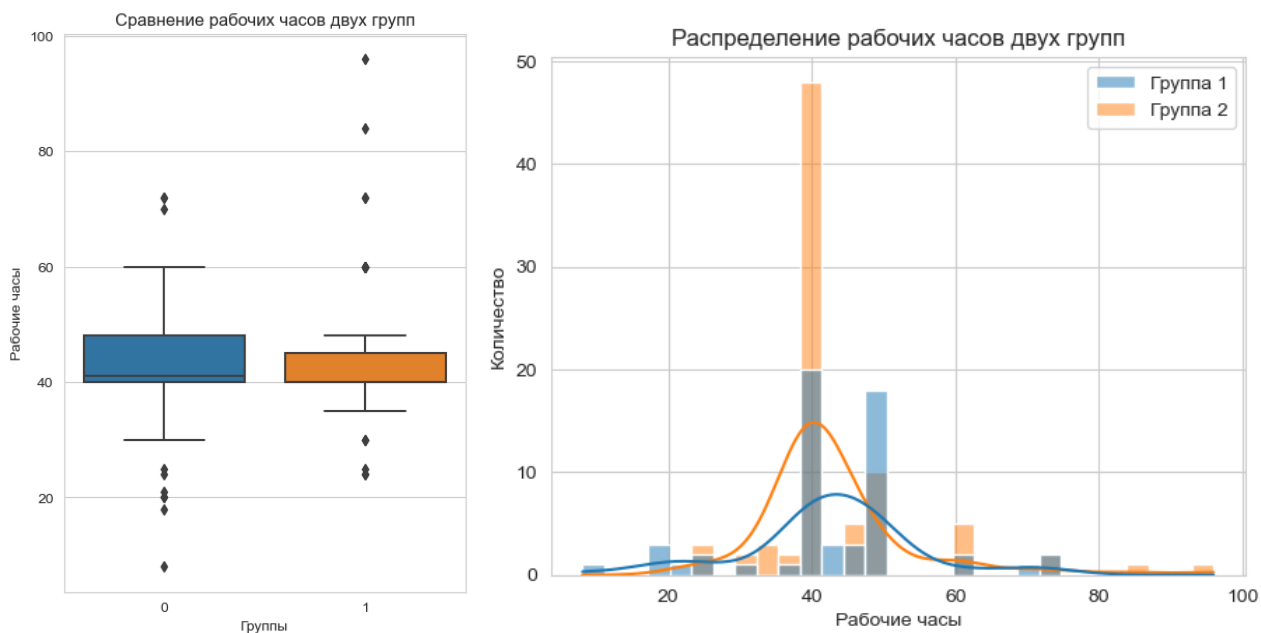 Сравнение рабочих часов двух групп
100
80
60
40
20
Рабочие часы
0
1
Группы
Распределение рабочих часов двух групп
50
40
30
20
10
0
Количество
Группа 1
Группа 2
20
40
60
80
100
Рабочие часы